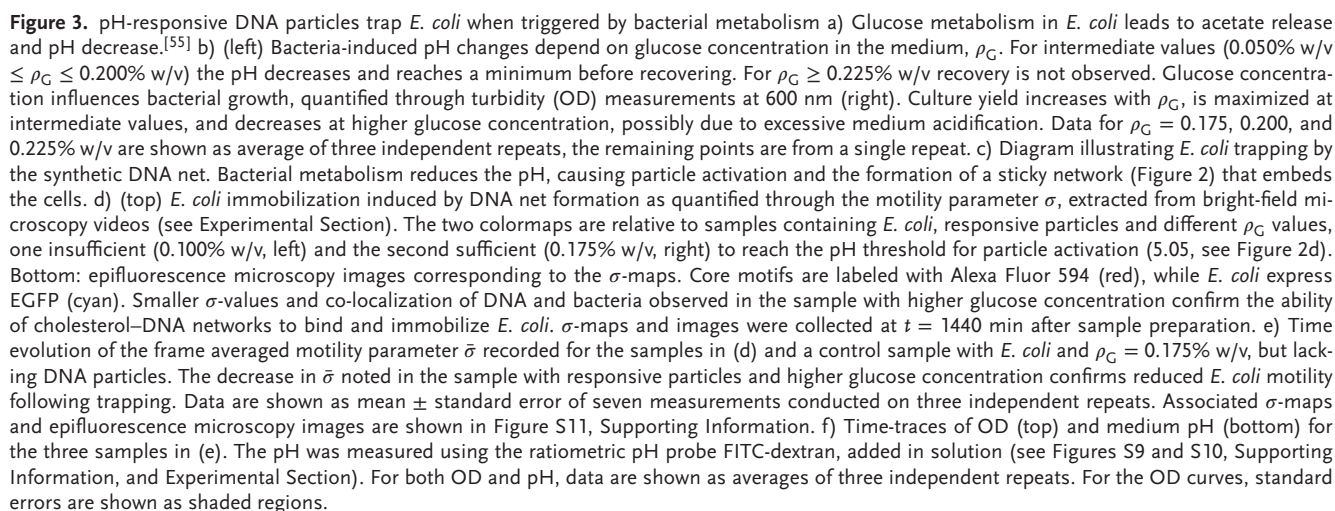 Figure 3. pH-responsive DNA particles trap E. coli when triggered by bacterial metabolism a) Glucose metabolism in E. coli leads to acetate release
and pH decrease.[55] b) (left) Bacteria-induced pH changes depend on glucose concentration in the medium, ρG. For intermediate values (0.050% w/v
≤ ρG ≤ 0.200% w/v) the pH decreases and reaches a minimum before recovering. For ρG ≥ 0.225% w/v recovery is not observed. Glucose concentra-
tion influences bacterial growth, quantified through turbidity (OD) measurements at 600 nm (right). Culture yield increases with ρG, is maximized at
intermediate values, and decreases at higher glucose concentration, possibly due to excessive medium acidification. Data for ρG = 0.175, 0.200, and
0.225% w/v are shown as average of three independent repeats, the remaining points are from a single repeat. c) Diagram illustrating E. coli trapping by
the synthetic DNA net. Bacterial metabolism reduces the pH, causing particle activation and the formation of a sticky network (Figure 2) that embeds
the cells. d) (top) E. coli immobilization induced by DNA net formation as quantified through the motility parameter σ, extracted from bright-field mi-
croscopy videos (see Experimental Section). The two colormaps are relative to samples containing E. coli, responsive particles and different ρG values,
one insufficient (0.100% w/v, left) and the second sufficient (0.175% w/v, right) to reach the pH threshold for particle activation (5.05, see Figure 2d).
Bottom: epifluorescence microscopy images corresponding to the σ-maps. Core motifs are labeled with Alexa Fluor 594 (red), while E. coli express
EGFP (cyan). Smaller σ-values and co-localization of DNA and bacteria observed in the sample with higher glucose concentration confirm the ability
of cholesterol–DNA networks to bind and immobilize E. coli. σ-maps and images were collected at t = 1440 min after sample preparation. e) Time
evolution of the frame averaged motility parameter σ̄ recorded for the samples in (d) and a control sample with E. coli and ρG = 0.175% w/v, but lack-
ing DNA particles. The decrease in σ̄ noted in the sample with responsive particles and higher glucose concentration confirms reduced E. coli motility
following trapping. Data are shown as mean ± standard error of seven measurements conducted on three independent repeats. Associated σ-maps
and epifluorescence microscopy images are shown in Figure S11, Supporting Information. f) Time-traces of OD (top) and medium pH (bottom) for
the three samples in (e). The pH was measured using the ratiometric pH probe FITC-dextran, added in solution (see Figures S9 and S10, Supporting
Information, and Experimental Section). For both OD and pH, data are shown as averages of three independent repeats. For the OD curves, standard
errors are shown as shaded regions.